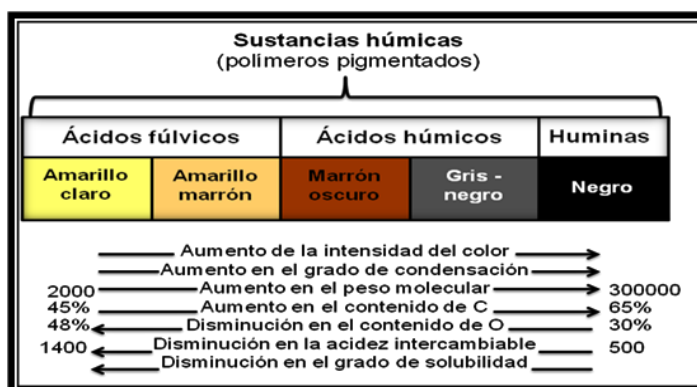 Sustancias húmicas
(polímeros pigmentados)
Ácidos fúlvicos
Ácidos húmicos
Huminas
Amarillo
claro
Amarillo
marrón
Marrón
oscuro
Gris -
negro
Negro
Aumento de la intensidad del color
Aumento en el grado de condensación
2000 Aumento en el peso molecular 300000
45% Aumento en el contenido de C 65%
48% Disminución en el contenido de O 30%
1400 Disminución en la acidez intercambiable 500
Disminución en el grado de solubilidad